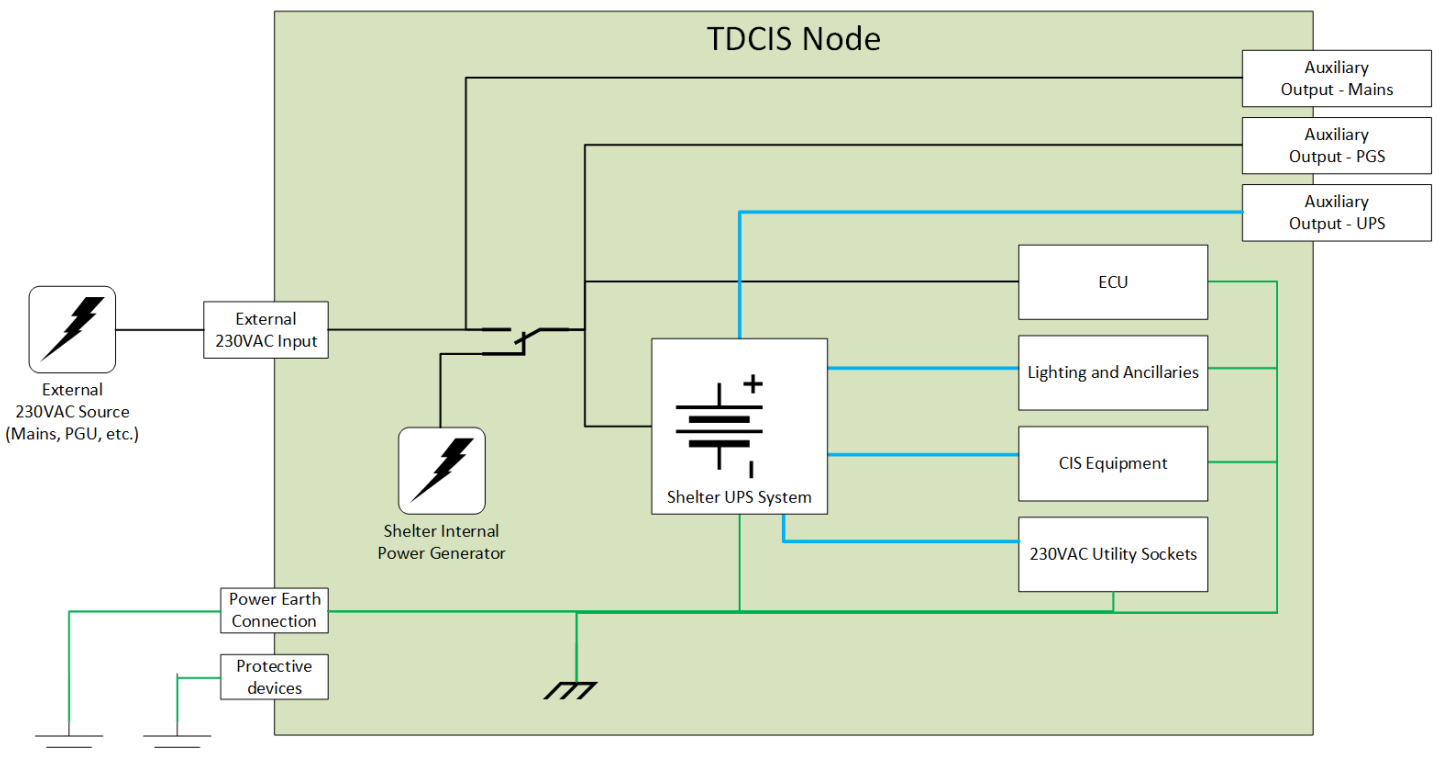 TDCIS Node
Auxiliary
Output - Mains
Auxiliary
Output - PGS
Auxiliary
Output - UPS
ECU
External
230VAC Input
External
230VAC Source
(Mains, PGU, etc.)
Lighting and Ancillaries
CIS Equipment
Shelter UPS System
Shelter Internal
Power Generator
230VAC Utility Sockets
Power Earth
Connection
Protective
devices